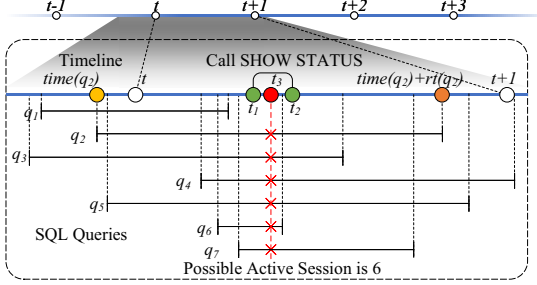 t-1 t t+1 t+2 t+3
Timeline Call SHOW STATUS
time(q2) t t3 time(q2)+rt(q2) t+1
q1 t1 t2
q2
q3
q4
q5
q6
SQL Queries
q7
Possible Active Session is 6